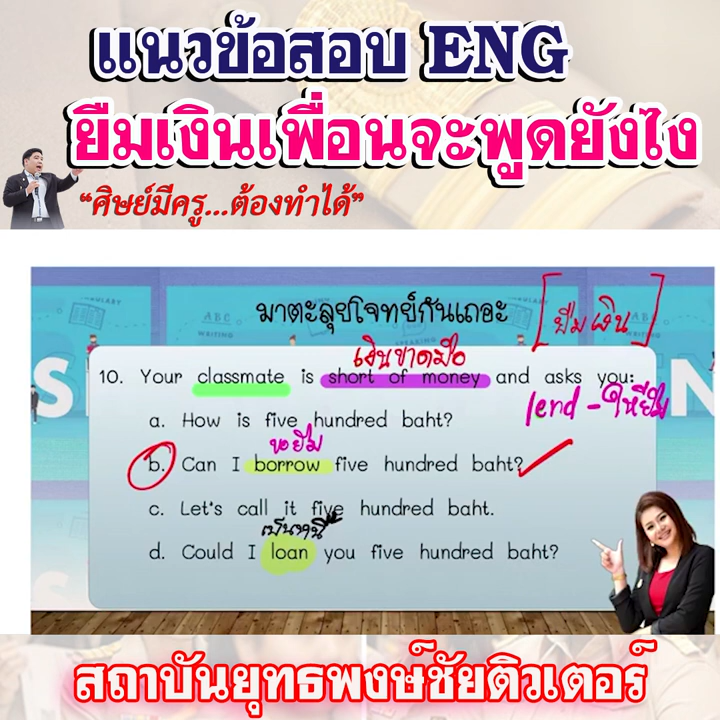 แนวข้อสอบ ENG
ยืมเงินเพื่อนจะพูดยังไง
“ศิษย์มีครู...ต้องทำได้”
มาตะลุยโจทย์กันเถอะ
[ยืมเงิน]
เงินขาดมือ
10. Your classmate is short of money and asks you:
lend - ให้ยืม
a. How is five hundred baht?
ขอยืม
b. Can I borrow five hundred baht?
c. Let's call it five hundred baht.
เป็นหนี้
d. Could I loan you five hundred baht?
สถาบันยุทธพงษ์ชัยติวเตอร์